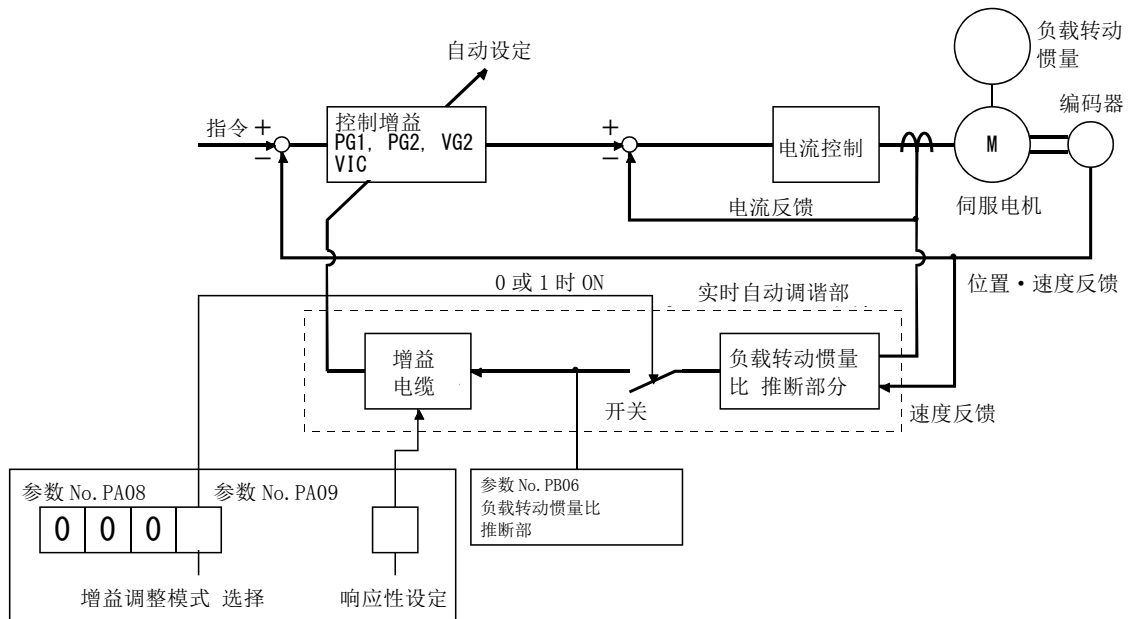 负载转动
惯量
自动设定
编码器
指令
+
−
控制增益
PG1, PG2, VG2
VIC
+
−
电流控制
M
伺服电机
电流反馈
位置·速度反馈
0 或 1 时 ON
实时自动调谐部
增益
电缆
开关
负载转动惯量
比 推断部分
速度反馈
参数 No. PA08
参数 No. PA09
0 0 0
增益调整模式 选择
响应性设定
参数 No. PB06
负载转动惯量比
推断部